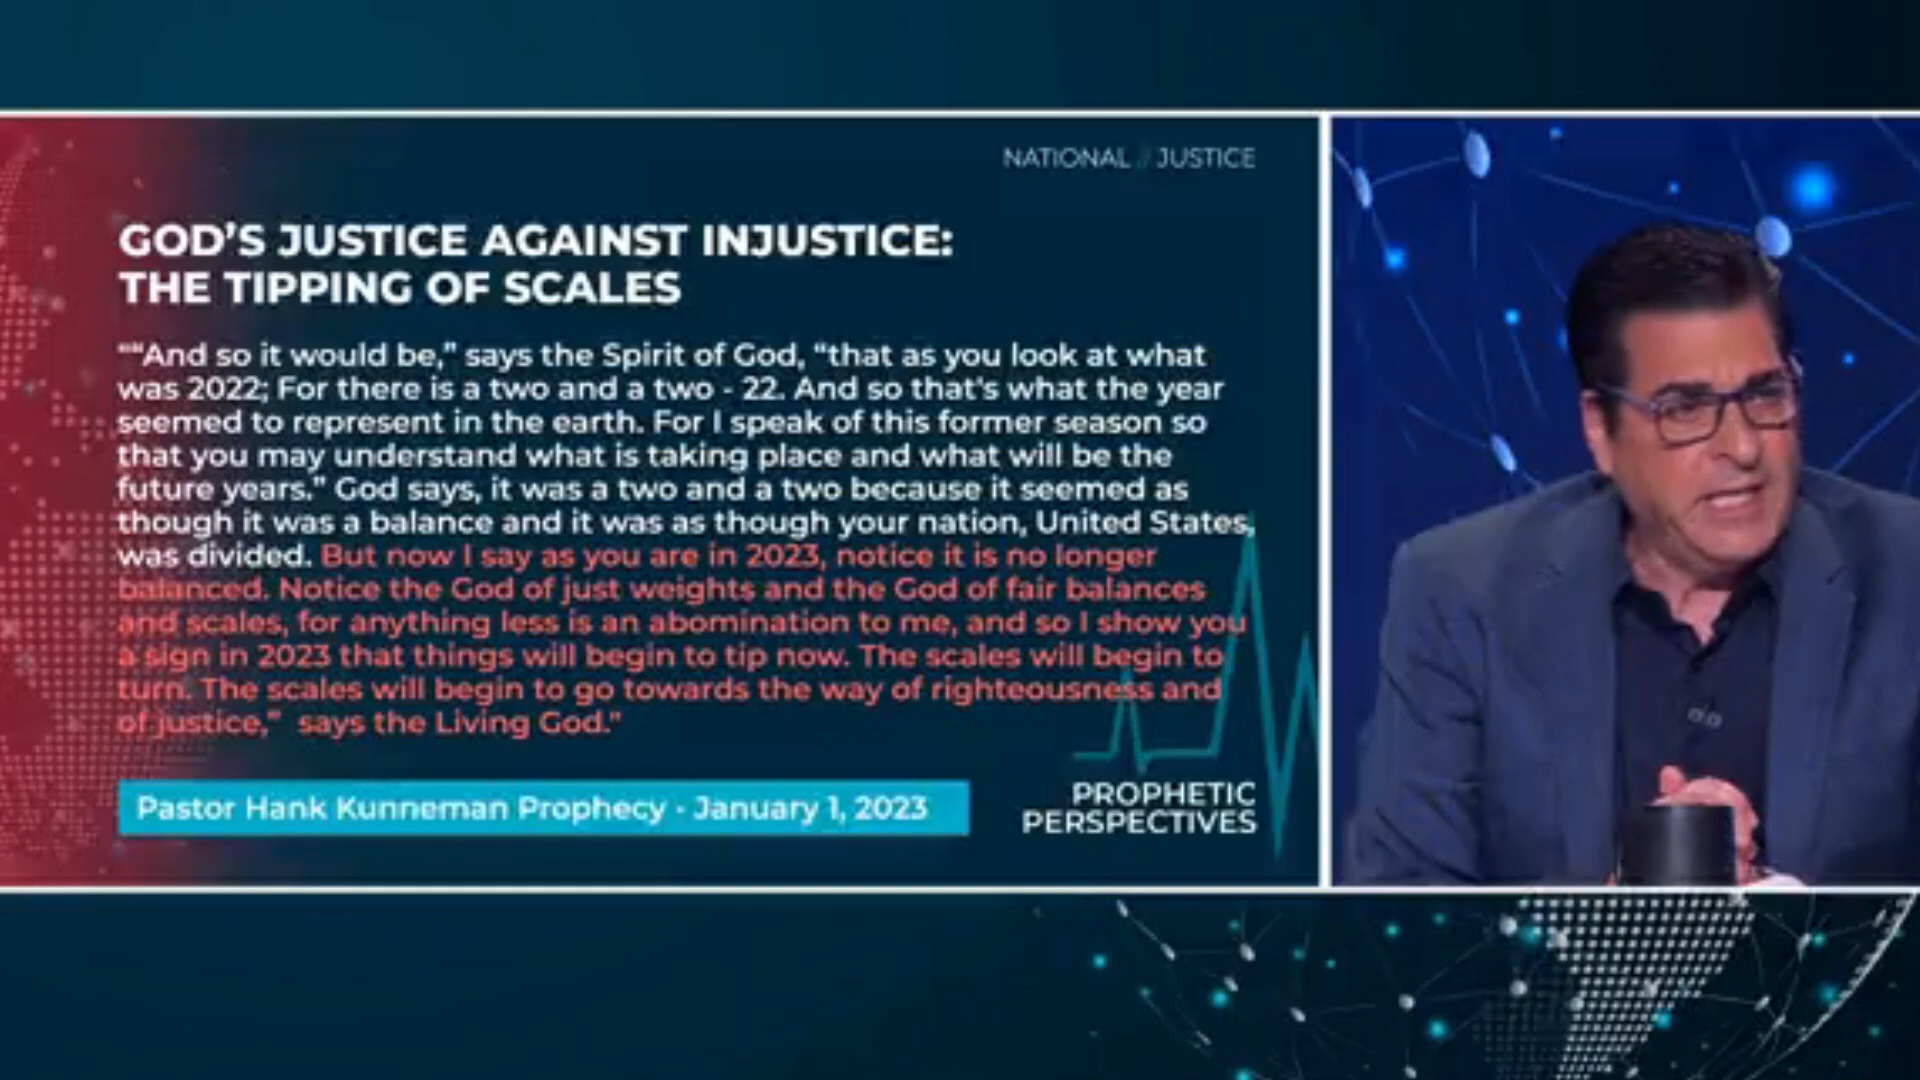 NATIONAL // JUSTICE
GOD'S JUSTICE AGAINST INJUSTICE:
THE TIPPING OF SCALES
““And so it would be,” says the Spirit of God, “that as you look at what
was 2022; For there is a two and a two - 22. And so that's what the year
seemed to represent in the earth. For I speak of this former season so
that you may understand what is taking place and what will be the
future years.” God says, it was a two and a two because it seemed as
though it was a balance and it was as though your nation, United States,
was divided. But now I say as you are in 2023, notice it is no longer
balanced. Notice the God of just weights and the God of fair balances
and scales, for anything less is an abomination to me, and so I show you
a sign in 2023 that things will begin to tip now. The scales will begin to
turn. The scales will begin to go towards the way of righteousness and
of justice,”  says the Living God."
Pastor Hank Kunneman Prophecy - January 1, 2023
PROPHETIC
PERSPECTIVES